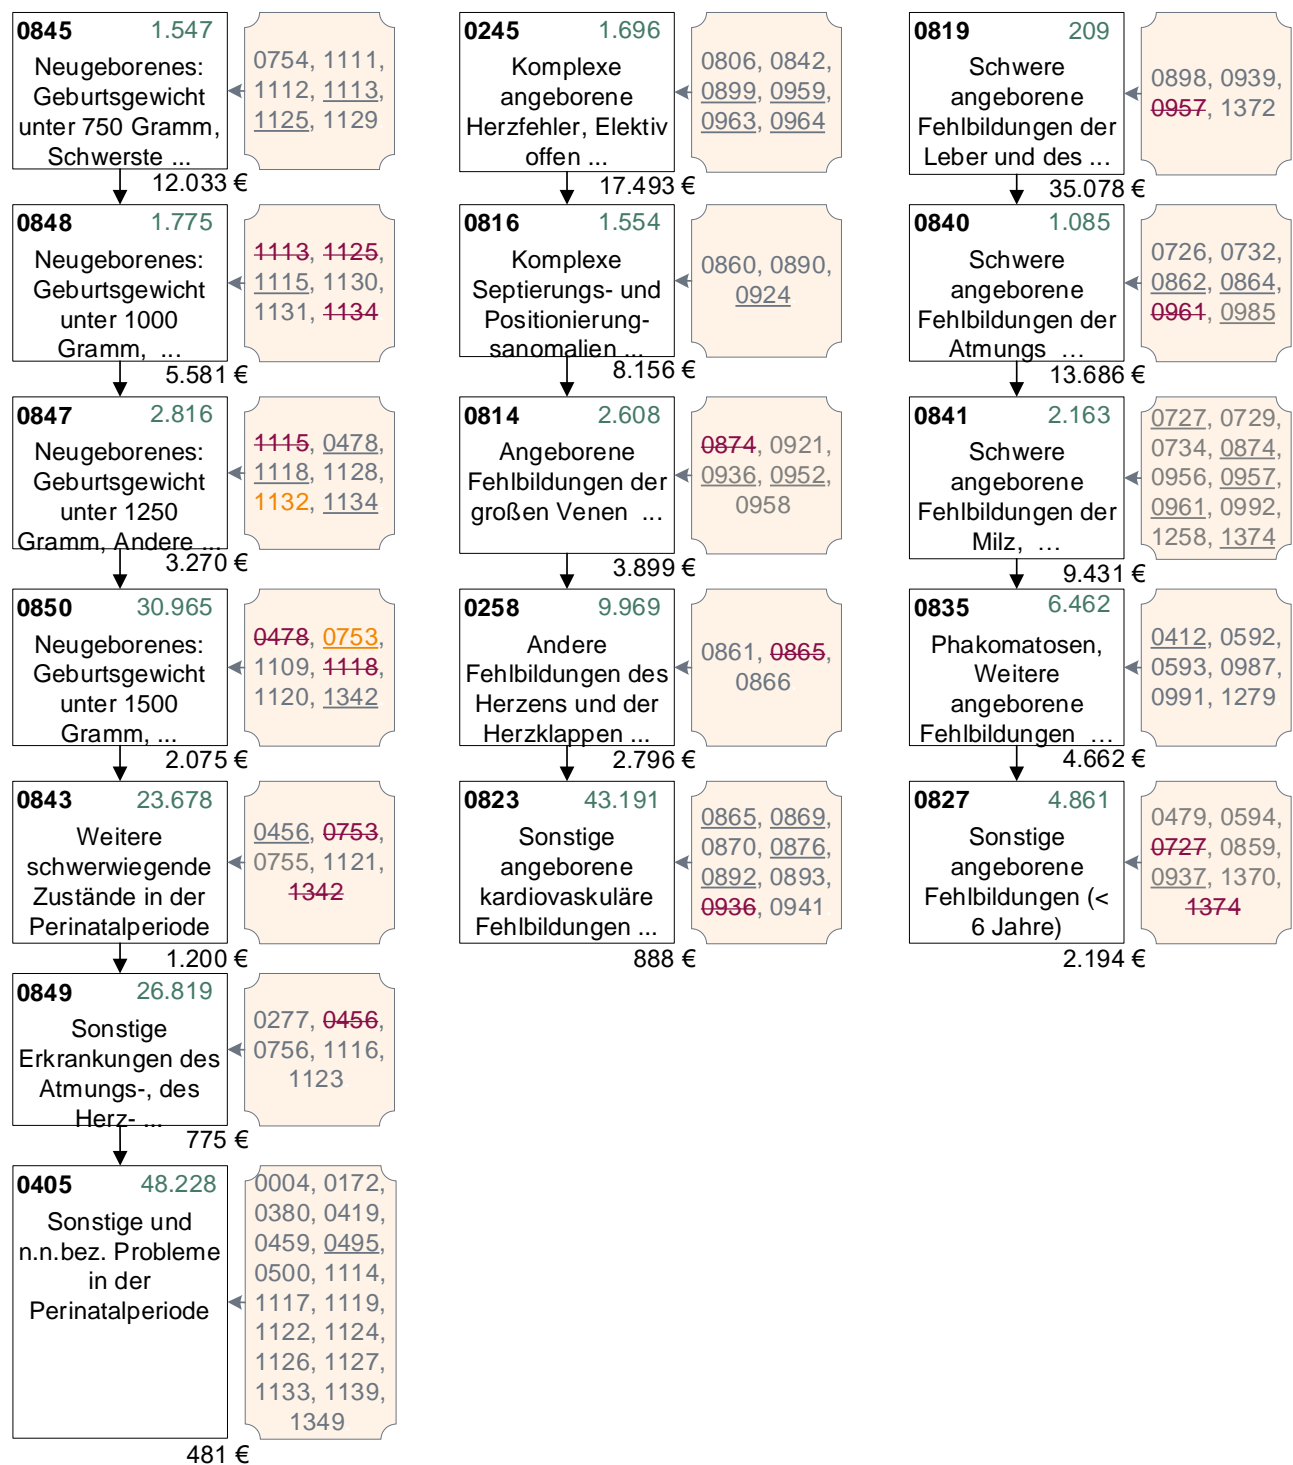 0845 1.547
Neugeborenes:
Geburtsgewicht
unter 750 Gramm,
Schwerste ...
12.033 €
0754, 1111,
1112, 1113,
1125, 1129
0848 1.775
Neugeborenes:
Geburtsgewicht
unter 1000
Gramm, ...
5.581 €
1113, 1125,
1115, 1130,
1131, 1134
0847 2.816
Neugeborenes:
Geburtsgewicht
unter 1250
Gramm, Andere ...
3.270 €
1115, 0478,
1118, 1128,
1132, 1134
0850 30.965
Neugeborenes:
Geburtsgewicht
unter 1500
Gramm, ...
2.075 €
0478, 0753,
1109, 1118,
1120, 1342
0843 23.678
Weitere
schwerwiegende
Zustände in der
Perinatalperiode
1.200 €
0456, 0753,
0755, 1121,
1342
0849 26.819
Sonstige
Erkrankungen des
Atmungs-, des
Herz- ...
775 €
0277, 0456,
0756, 1116,
1123
0405 48.228
Sonstige und
n.n.bez. Probleme
in der
Perinatalperiode
481 €
0004, 0172,
0380, 0419,
0459, 0495,
0500, 1114,
1117, 1119,
1122, 1124,
1126, 1127,
1133, 1139,
1349
0245 1.696
Komplexe
angeborene
Herzfehler, Elektiv
offen ...
17.493 €
0806, 0842,
0899, 0959,
0963, 0964
0816 1.554
Komplexe
Septierungs- und
Positionierung-
sanomalien ...
8.156 €
0860, 0890,
0924
0814 2.608
Angeborene
Fehlbildungen der
großen Venen ...
3.899 €
0874, 0921,
0936, 0952,
0958
0258 9.969
Andere
Fehlbildungen des
Herzens und der
Herzklappen ...
2.796 €
0861, 0865,
0866
0823 43.191
Sonstige
angeborene
kardiovaskuläre
Fehlbildungen ...
888 €
0865, 0869,
0870, 0876,
0892, 0893,
0936, 0941
0819 209
Schwere
angeborene
Fehlbildungen der
Leber und des ...
35.078 €
0898, 0939,
0957, 1372
0840 1.085
Schwere
angeborene
Fehlbildungen der
Atmungs ...
13.686 €
0726, 0732,
0862, 0864,
0961, 0985
0841 2.163
Schwere
angeborene
Fehlbildungen der
Milz, ...
9.431 €
0727, 0729,
0734, 0874,
0956, 0957,
0961, 0992,
1258, 1374
0835 6.462
Phakomatosen,
Weitere
angeborene
Fehlbildungen ...
4.662 €
0412, 0592,
0593, 0987,
0991, 1279
0827 4.861
Sonstige
angeborene
Fehlbildungen (<
6 Jahre)
2.194 €
0479, 0594,
0727, 0859,
0937, 1370,
1374